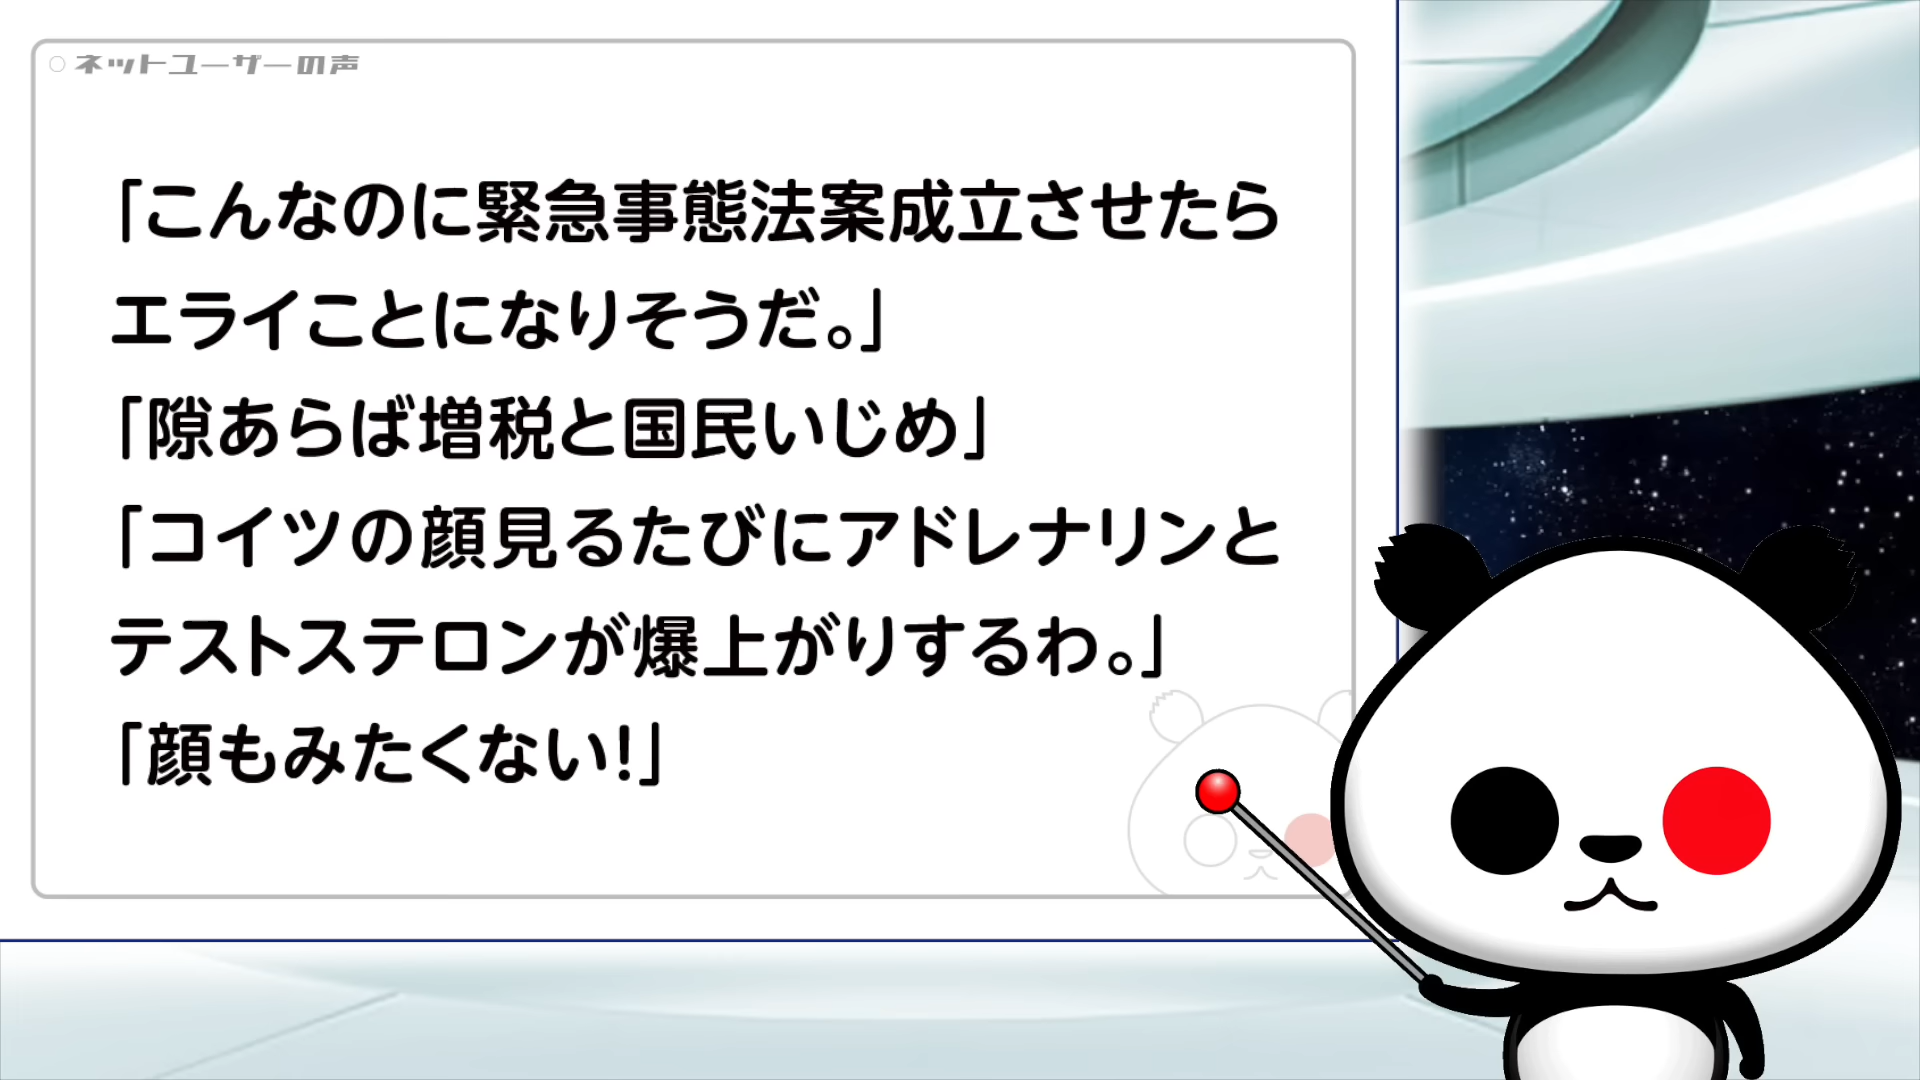 ネットユーザーの声
「こんなのに緊急事態法案成立させたら
エライことになりそうだ。」
「隙あらば増税と国民いじめ」
「コイツの顔見るたびにアドレナリンと
テストステロンが爆上がりするわ。」
「顔もみたくない!」